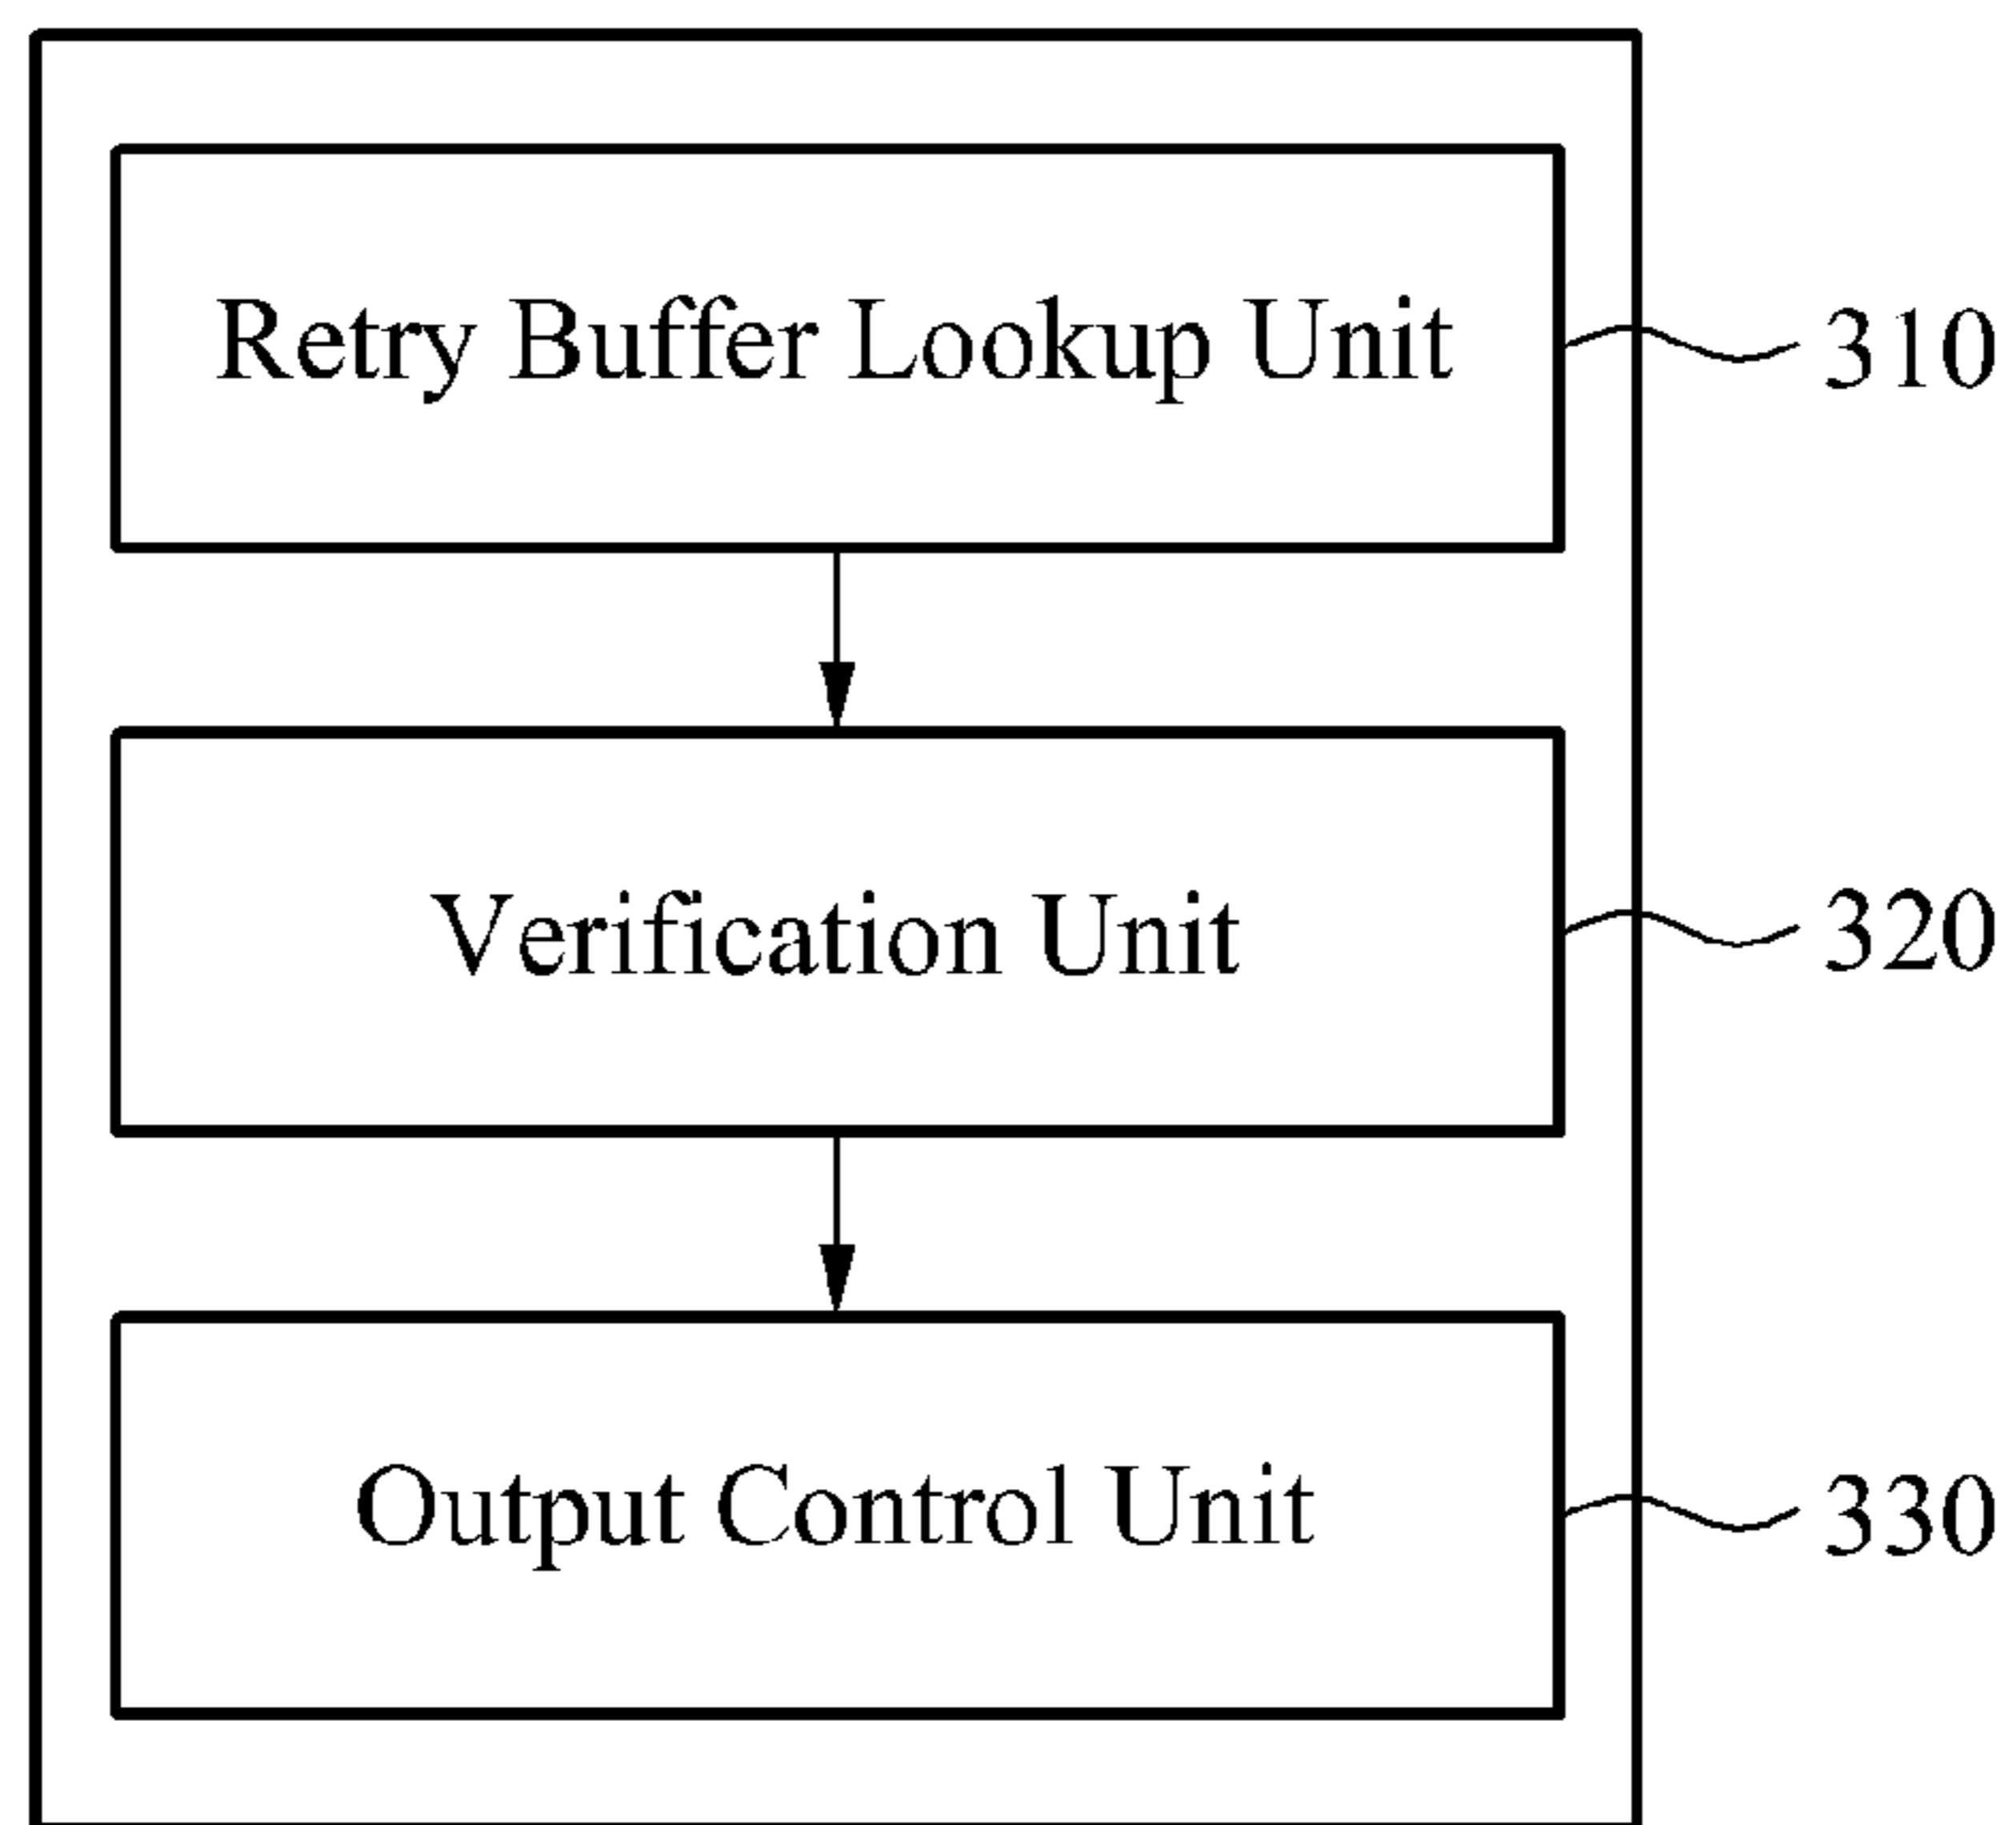 Retry Buffer Lookup Unit 310
Verification Unit 320
Output Control Unit 330